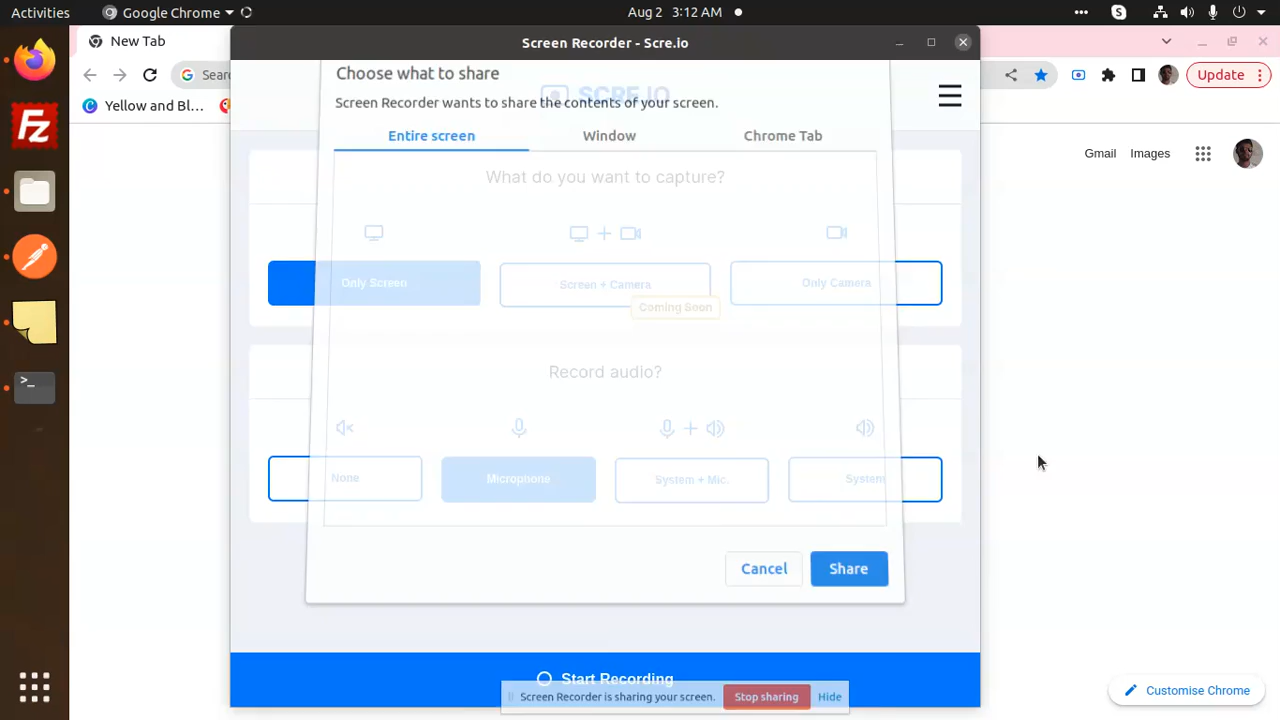 Activities
Google Chrome
Aug 2 3:12 AM
New Tab
Screen Recorder - Scre.io
Sear
Update
Yellow and Bl...
Choose what to share
SCRE.IO
Screen Recorder wants to share the contents of your screen.
Entire screen
Window
Chrome Tab
Gmail
Images
What do you want to capture?
Only Screen
Screen + Camera
Only Camera
Coming Soon
Record audio?
None
Microphone
System + Mic.
System
Cancel
Share
Start Recording
Screen Recorder is sharing your screen.
Stop sharing
Hide
Customise Chrome